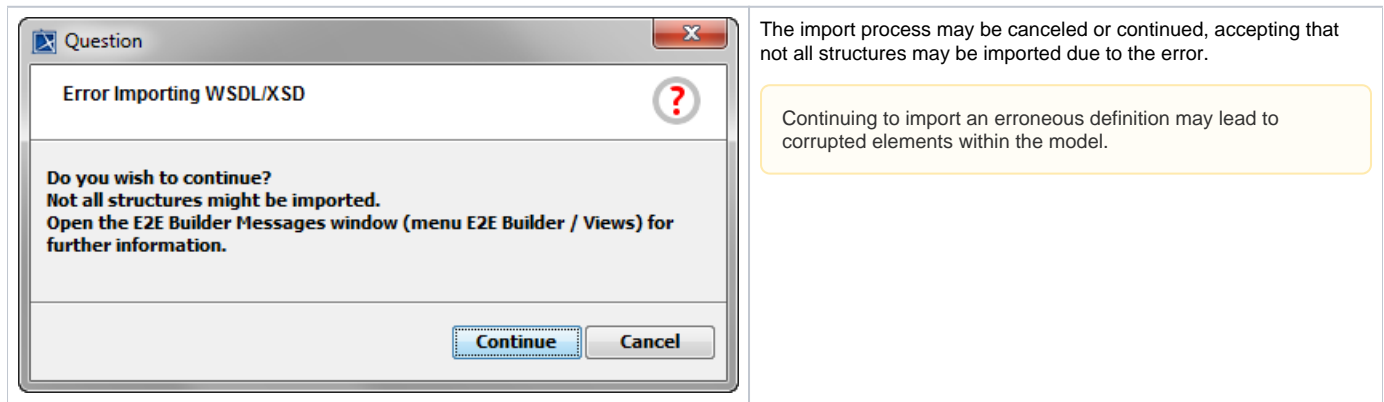 Question
Error Importing WSDL/XSD
Do you wish to continue?
Not all structures might be imported.
Open the E2E Builder Messages window (menu E2E Builder / Views) for
further information.
Continue
Cancel
The import process may be canceled or continued, accepting that
not all structures may be imported due to the error.
Continuing to import an erroneous definition may lead to
corrupted elements within the model.